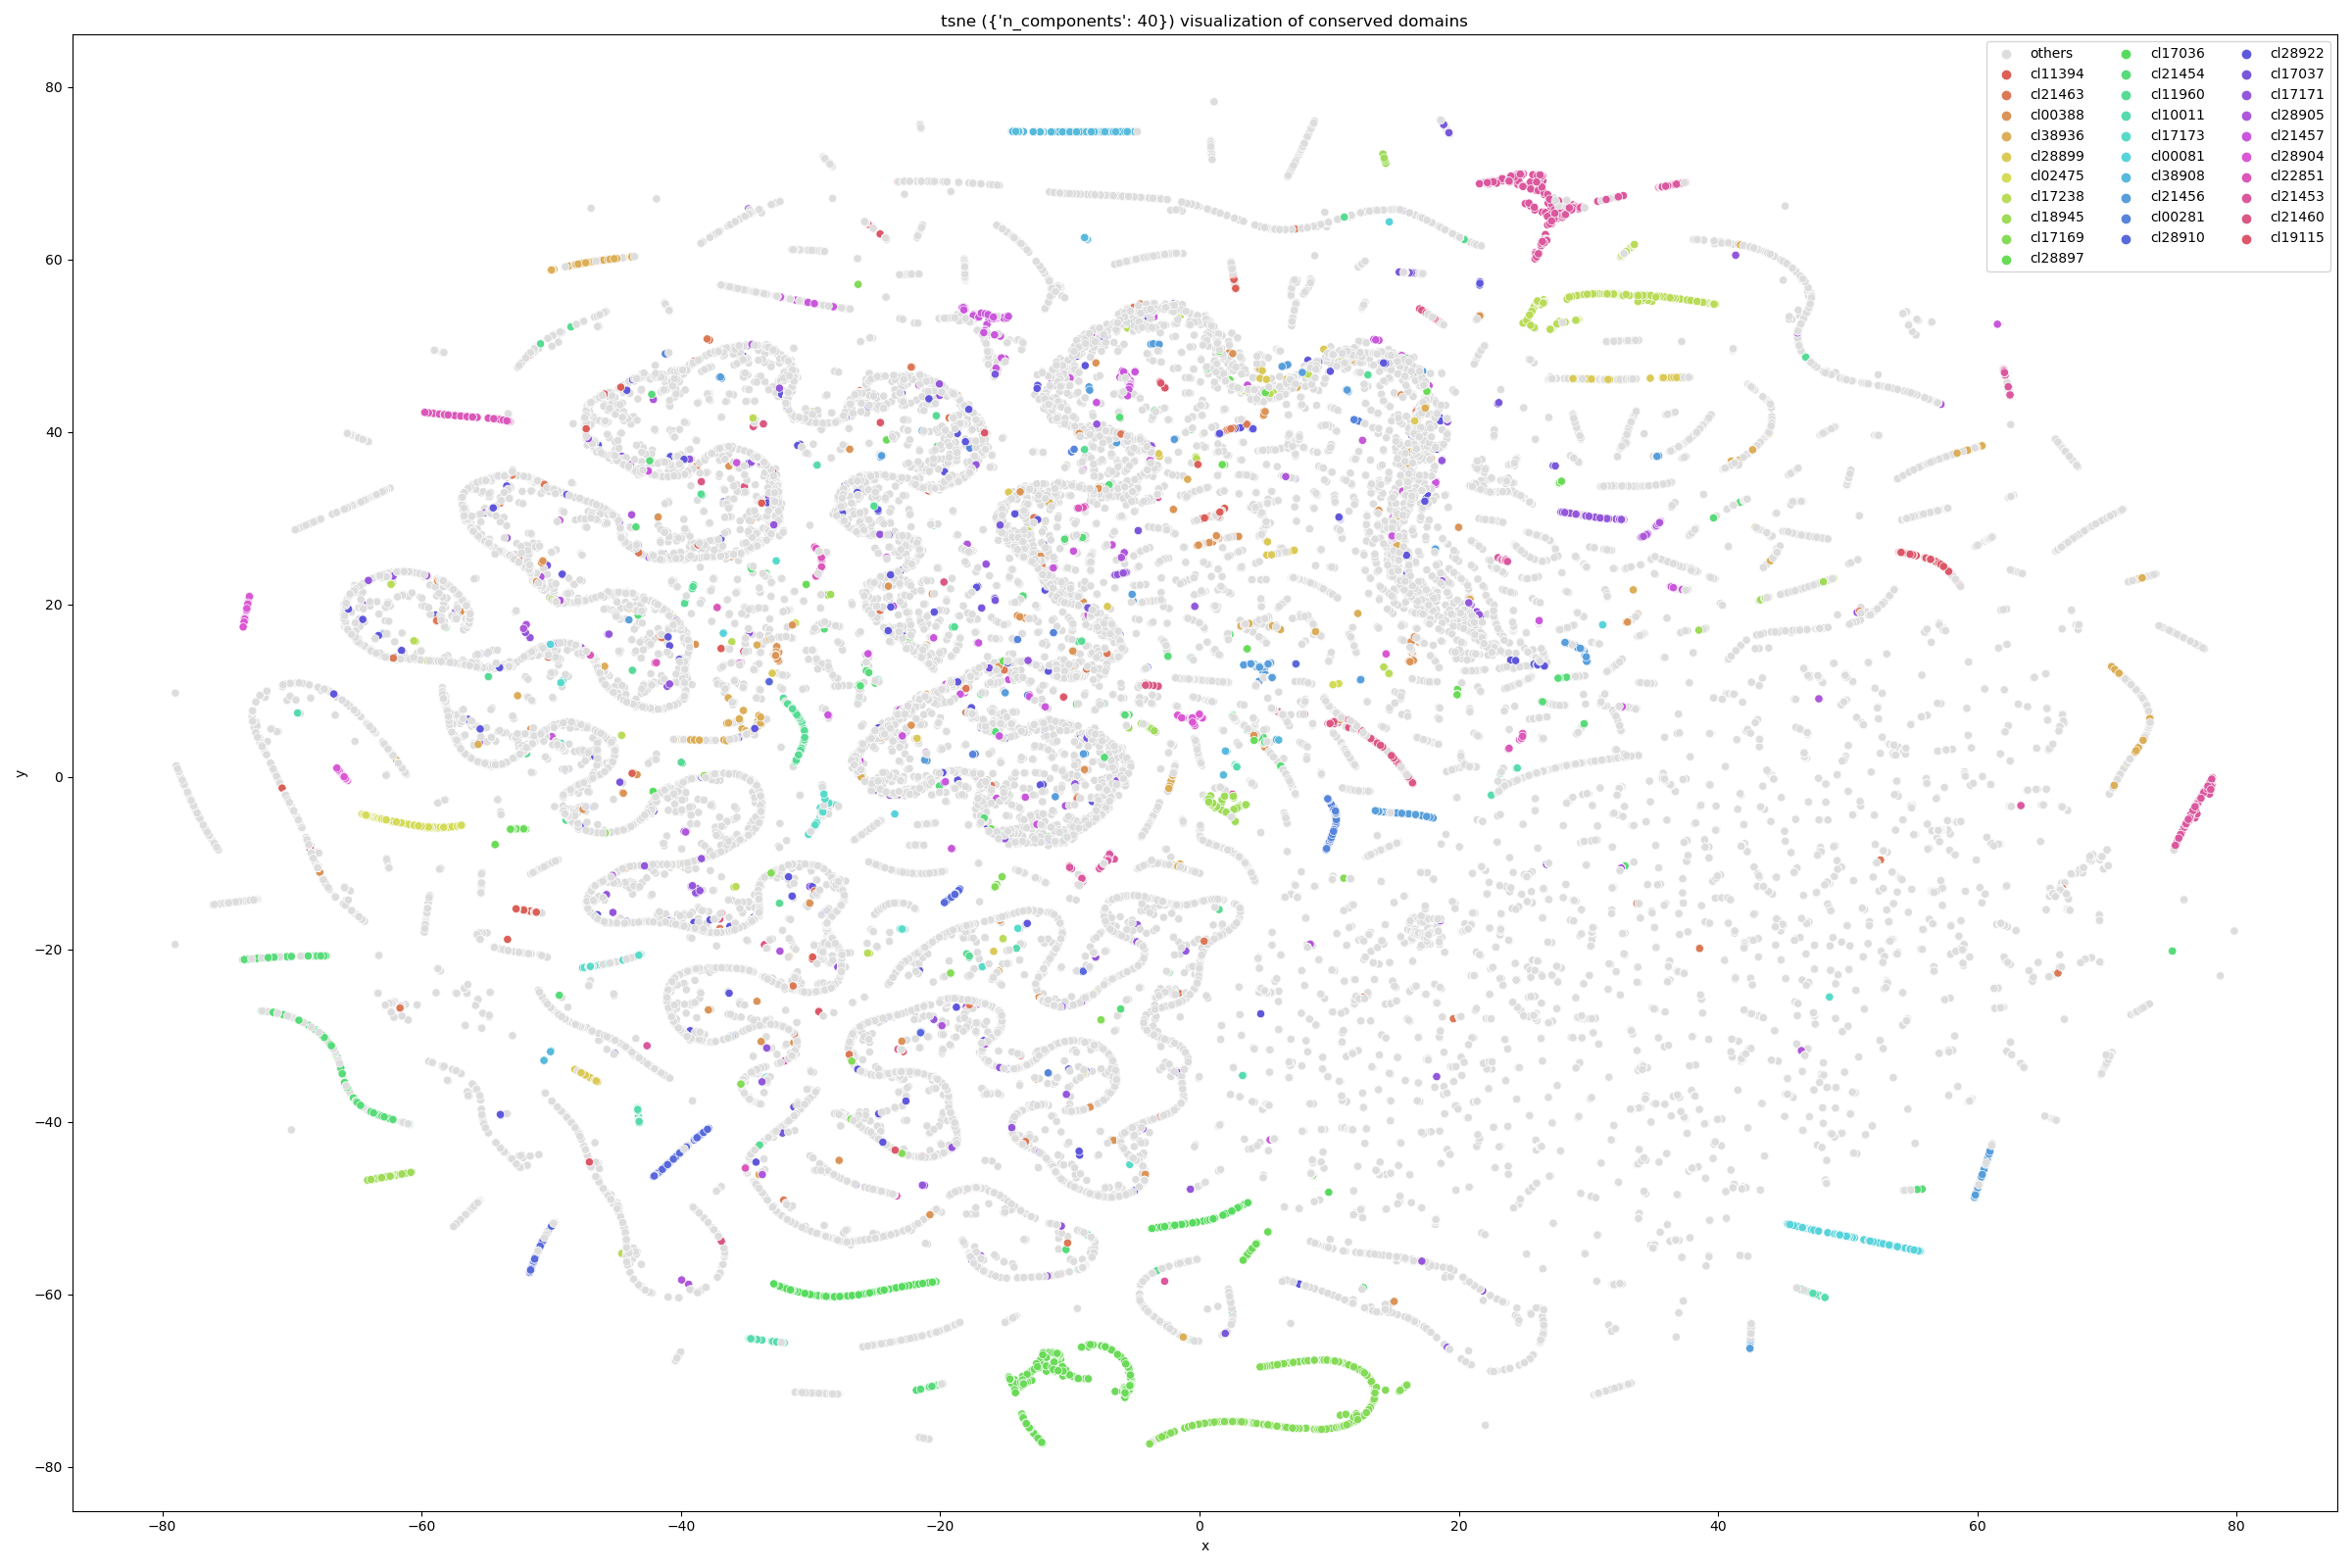 tsne ({'n_components': 40}) visualization of conserved domains
others
cl11394
cl21463
cl00388
cl38936
cl28899
cl02475
cl17238
cl18945
cl17169
cl28897
cl17036
cl21454
cl11960
cl10011
cl17173
cl00081
cl38908
cl21456
cl00281
cl28910
cl28922
cl17037
cl17171
cl28905
cl21457
cl28904
cl22851
cl21453
cl21460
cl19115
80
60
40
20
0
−20
−40
−60
−80
y
−80 −60 −40 −20 0 20 40 60 80
x